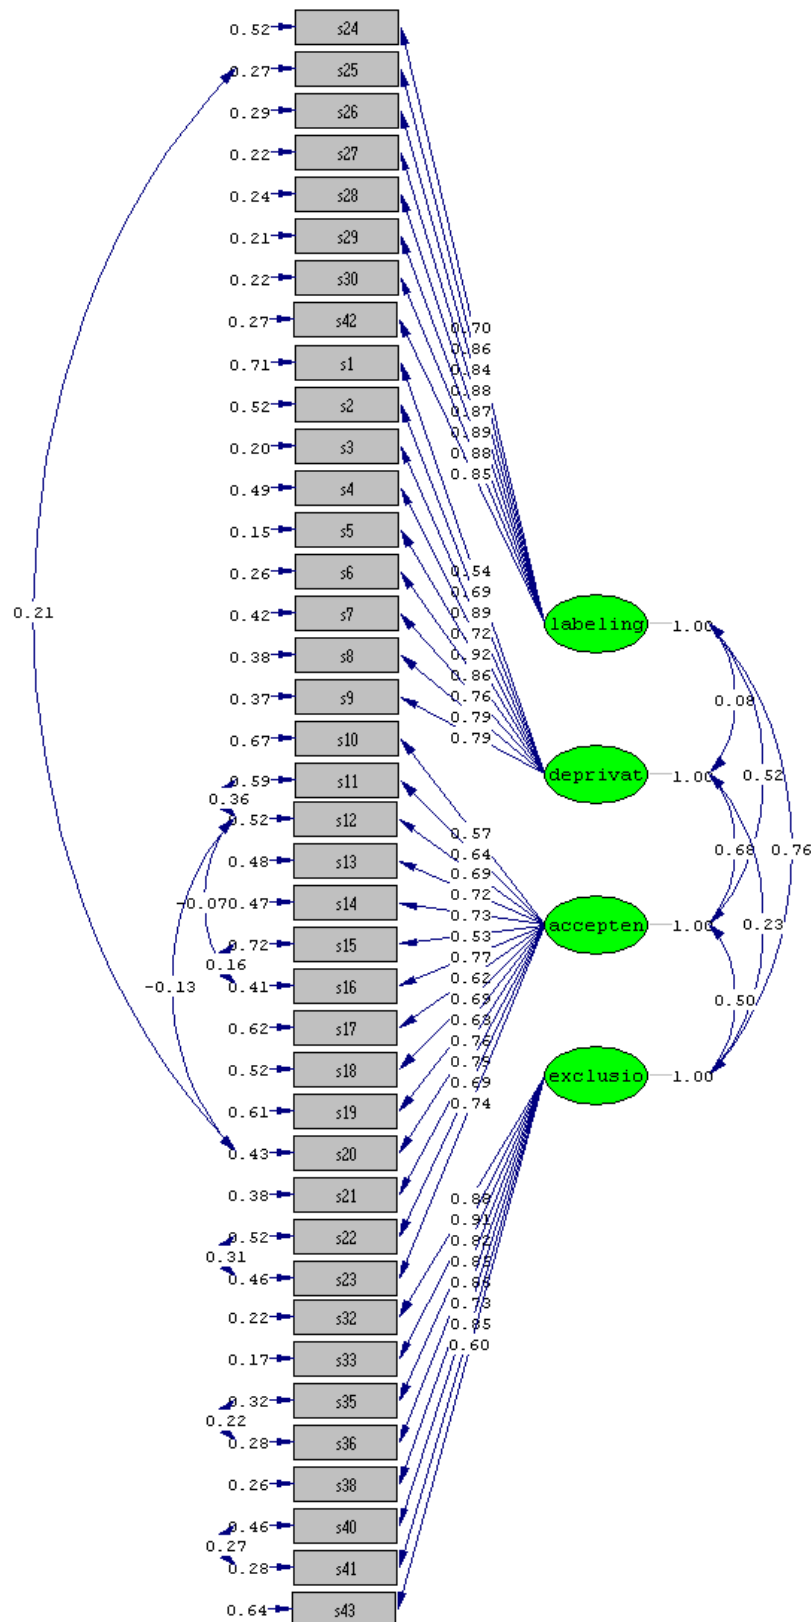 0.52 s24
0.27 s25
0.29 s26
0.22 s27
0.24 s28
0.21 s29
0.22 s30
0.27 s42
0.70
0.71 s1
0.86
0.84
0.52 s2
0.88
0.87
0.20 s3
0.89
0.88
0.49 s4
0.85
0.15 s5
0.26 s6
0.54
0.69
0.42 s7
0.89
0.21
labeling 1.00
0.72
0.38 s8
0.92
0.86
0.37 s9
0.76
0.08
0.79
0.67 s10
0.79
0.59 s11
deprivat 1.00
0.52
0.36
0.52 s12
0.57
0.48 s13
0.64
0.68
0.76
0.69
0.72
-0.07
0.47 s14
0.73
accepten 1.00
0.23
0.72 s15
0.53
0.16
0.77
-0.13
0.41 s16
0.62
0.50
0.69
0.62 s17
0.68
0.52 s18
0.76
0.79
exclusio 1.00
0.69
0.61 s19
0.74
0.43 s20
0.38 s21
0.88
0.91
0.52 s22
0.82
0.31
0.85
0.46 s23
0.86
0.73
0.22 s32
0.85
0.60
0.17 s33
0.32 s35
0.22
0.28 s36
0.26 s38
0.46 s40
0.27
0.28 s41
0.64 s43